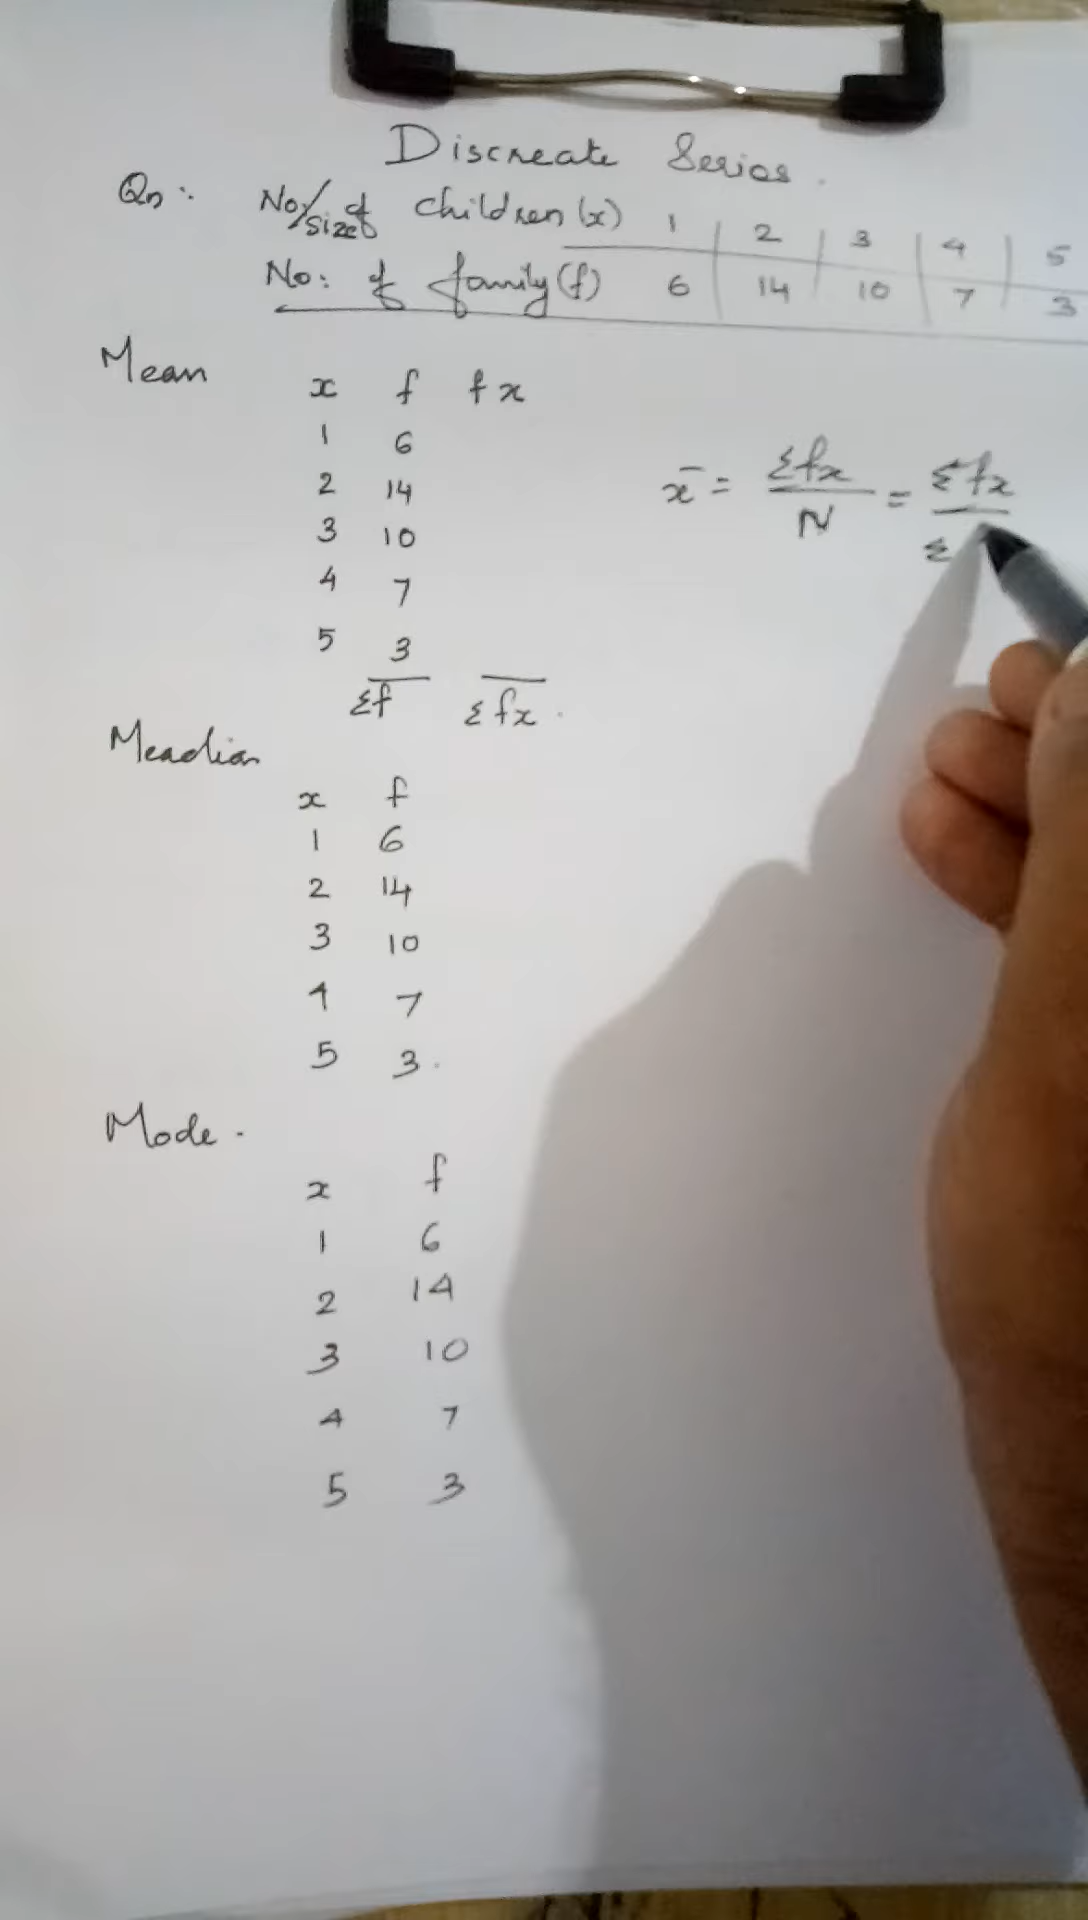 Discreate Series.
Qn: No/size of children (x) 1 2 3 4 5
No: of family (f) 6 14 10 7 3
Mean
x f fx
1 6
2 14
3 10
4 7
5 3
Σf Σfx.
x̄ = Σfx / N = Σfx / Σ
Meadian
x f
1 6
2 14
3 10
4 7
5 3.
Mode.
x f
1 6
2 14
3 10
4 7
5 3